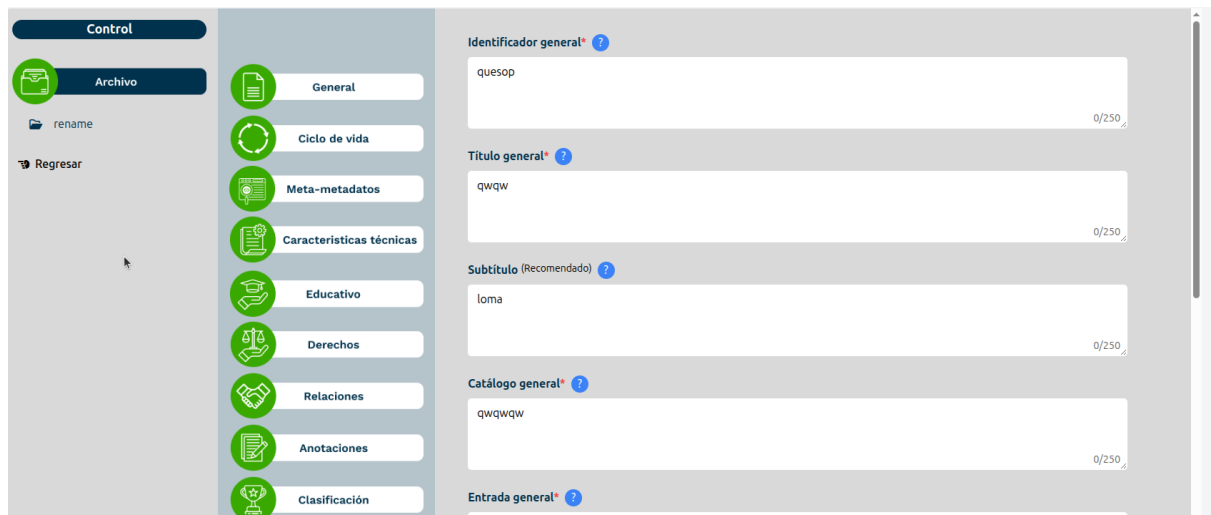 Control
Archivo
rename
Regresar
General
Ciclo de vida
Meta-metadatos
Caracteristicas técnicas
Educativo
Derechos
Relaciones
Anotaciones
Clasificación
Identificador general* ?
quesop
0/250
Título general* ?
qwqw
0/250
Subtítulo (Recomendado) ?
loma
0/250
Catálogo general* ?
qwqwqw
0/250
Entrada general* ?